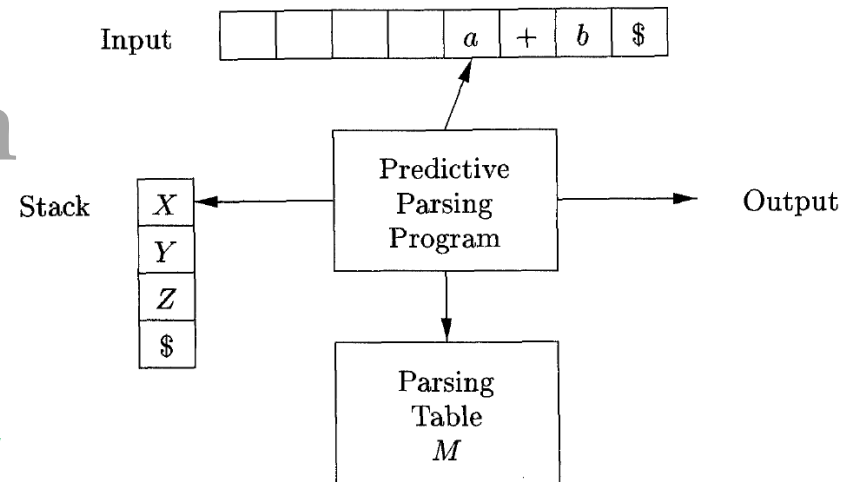 Input
a + b $
Predictive
Parsing
Program
Stack
X
Y
Z
$
Output
Parsing
Table
M